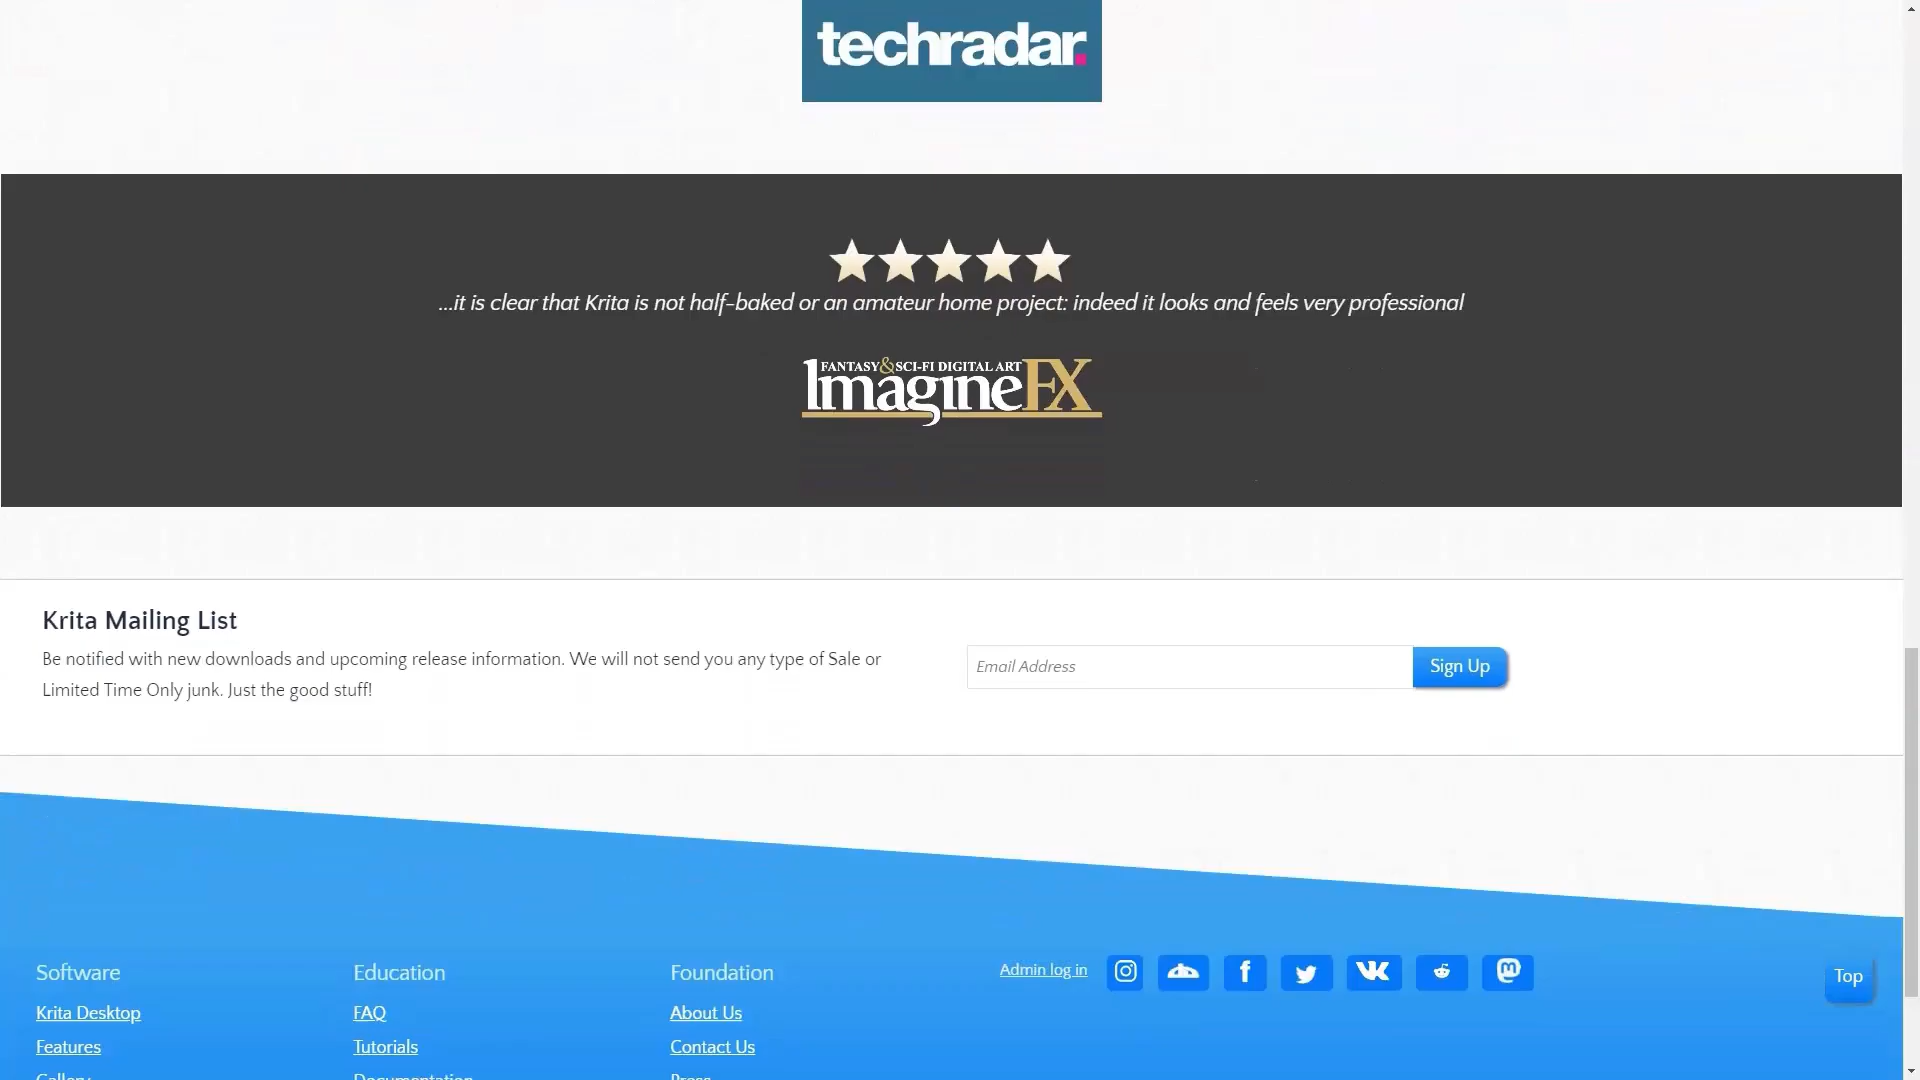 techradar.
...it is clear that Krita is not half-baked or an amateur home project: indeed it looks and feels very professional
FANTASY & SCI-FI DIGITAL ART
ImagineFX
Krita Mailing List
Be notified with new downloads and upcoming release information. We will not send you any type of Sale or
Limited Time Only junk. Just the good stuff!
Email Address
Sign Up
Software
Education
Foundation
Admin log in
Top
Krita Desktop
FAQ
About Us
Features
Tutorials
Contact Us
Gallery
Documentation
Press